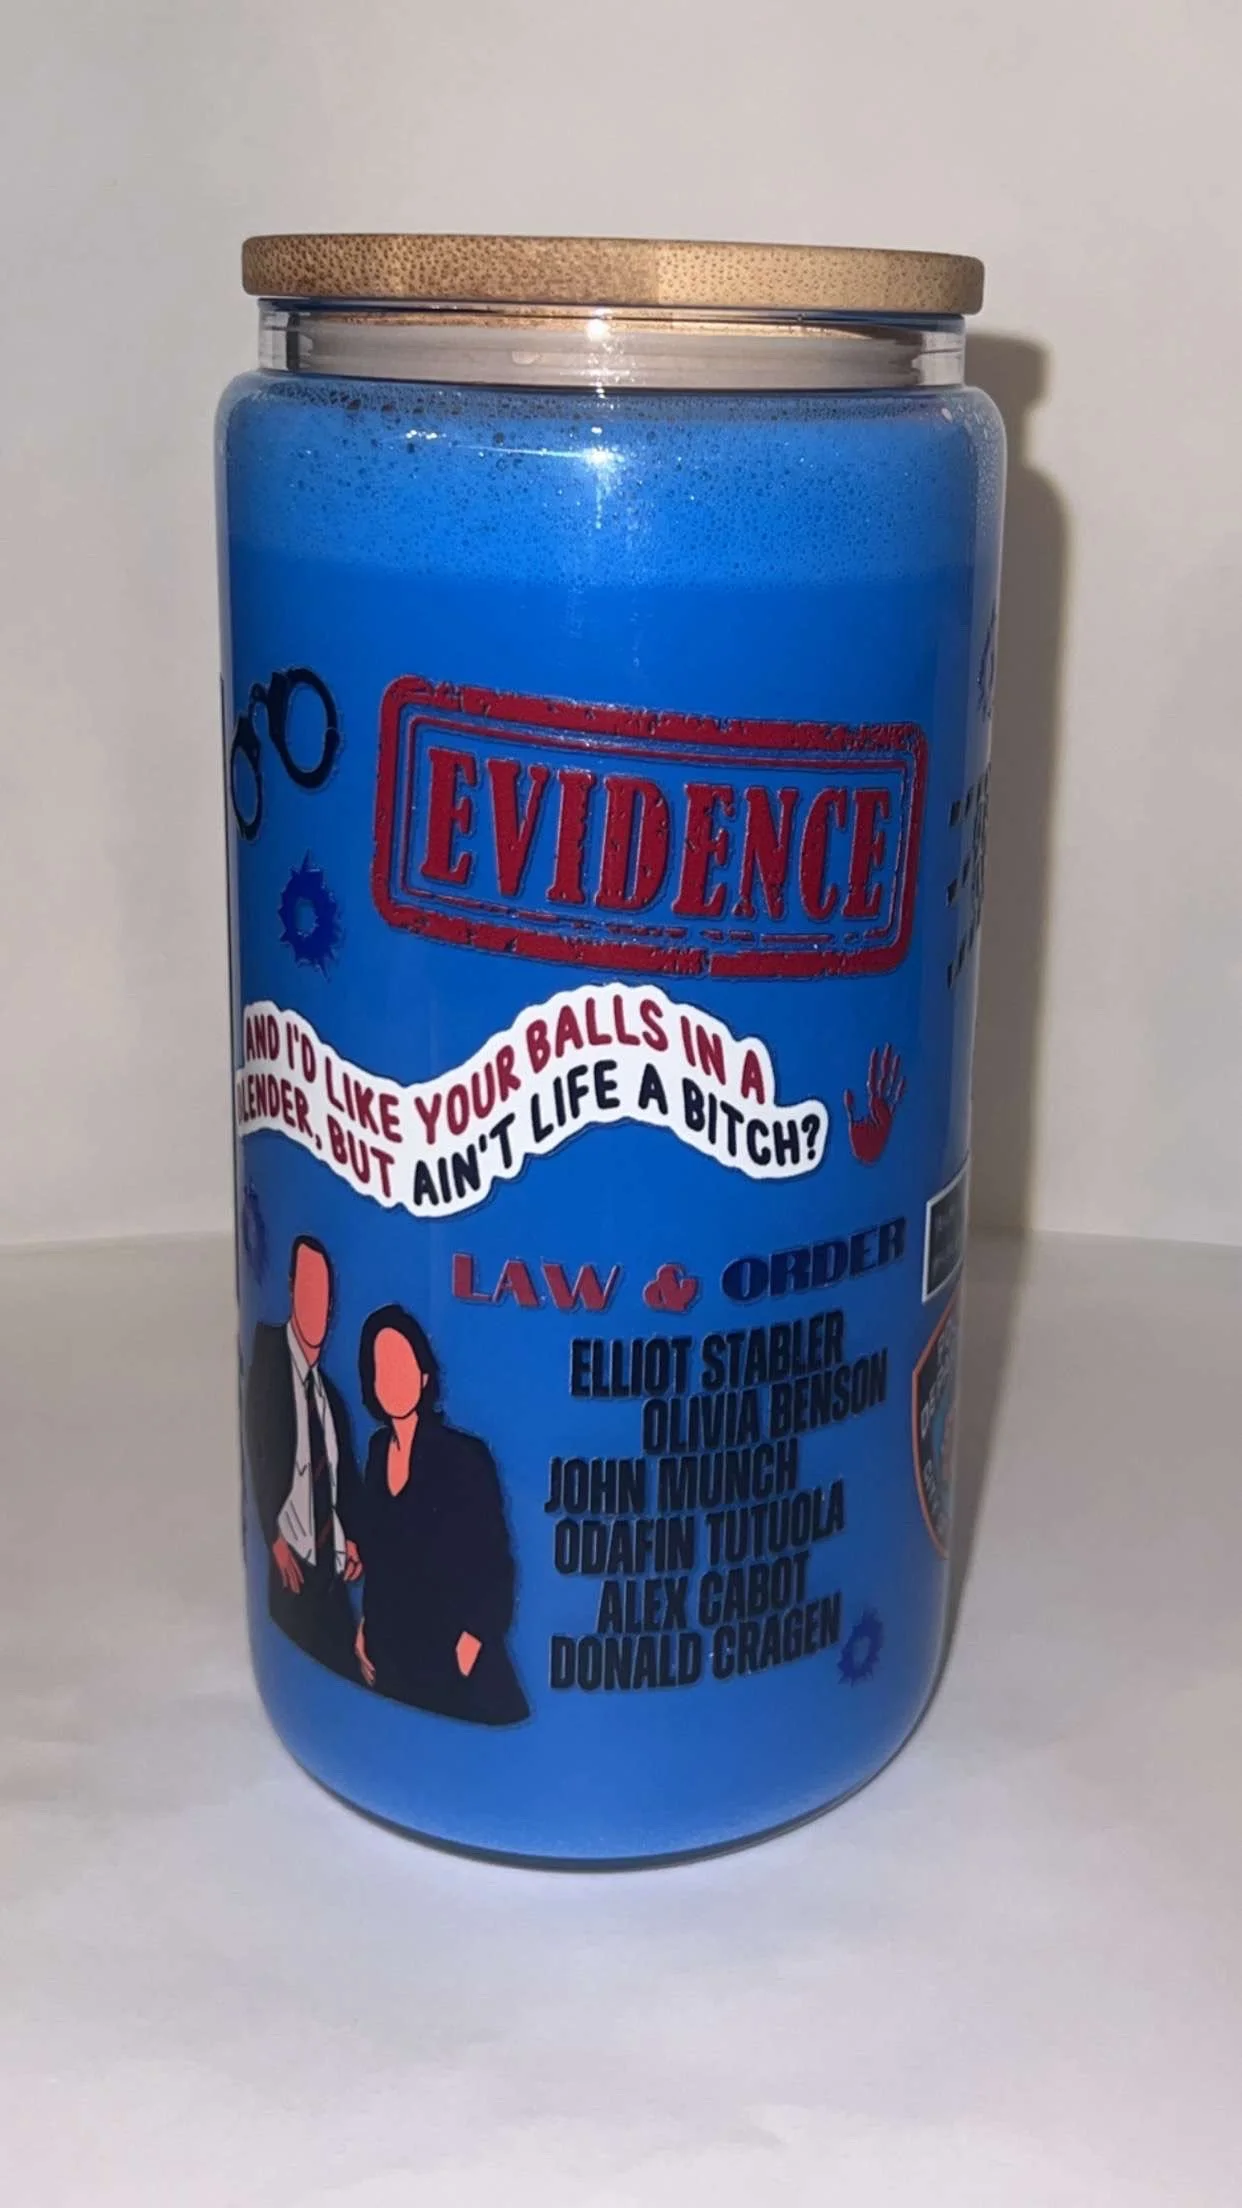 EVIDENCE
AND I'D LIKE YOUR BALLS IN A
BLENDER, BUT AIN'T LIFE A BITCH?
LAW & ORDER
ELLIOT STABLER
OLIVIA BENSON
JOHN MUNCH
ODAFIN TUTUOLA
ALEX CABOT
DONALD CRAGEN